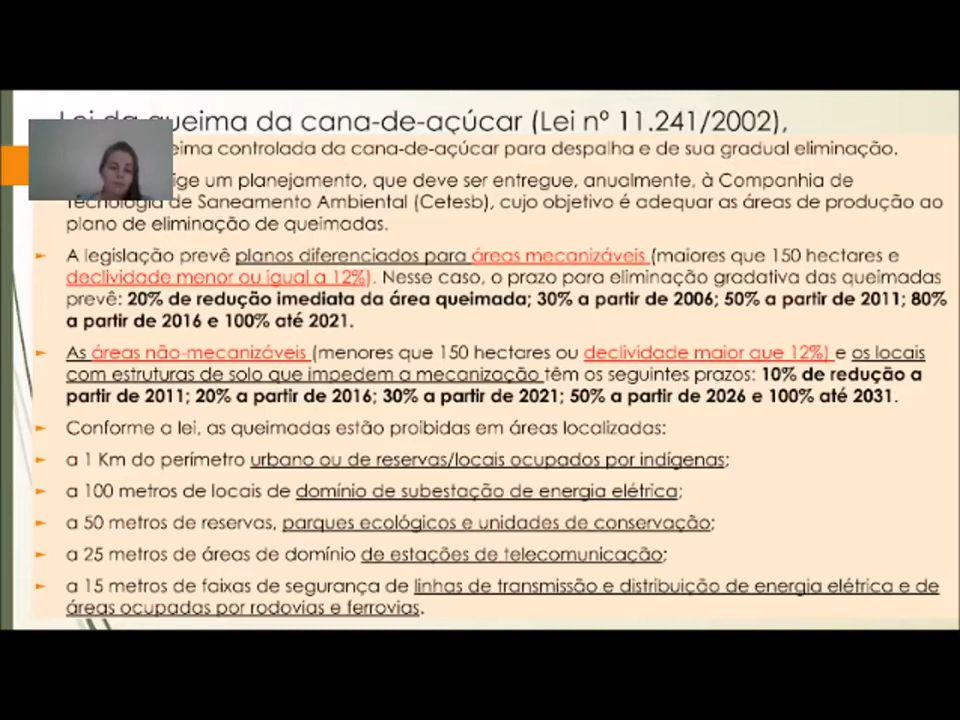 Lei da queima da cana-de-açúcar (Lei nº 11.241/2002),
eima controlada da cana-de-açúcar para despalha e de sua gradual eliminação.
ige um planejamento, que deve ser entregue, anualmente, à Companhia de
Tecnologia de Saneamento Ambiental (Cetesb), cujo objetivo é adequar as áreas de produção ao
plano de eliminação de queimadas.
► A legislação prevê planos diferenciados para áreas mecanizáveis (maiores que 150 hectares e
declividade menor ou igual a 12%). Nesse caso, o prazo para eliminação gradativa das queimadas
prevê: 20% de redução imediata da área queimada; 30% a partir de 2006; 50% a partir de 2011; 80%
a partir de 2016 e 100% até 2021.
► As áreas não-mecanizáveis (menores que 150 hectares ou declividade maior que 12%) e os locais
com estruturas de solo que impedem a mecanização têm os seguintes prazos: 10% de redução a
partir de 2011; 20% a partir de 2016; 30% a partir de 2021; 50% a partir de 2026 e 100% até 2031.
► Conforme a lei, as queimadas estão proibidas em áreas localizadas:
► a 1 Km do perímetro urbano ou de reservas/locais ocupados por indígenas;
► a 100 metros de locais de domínio de subestação de energia elétrica;
► a 50 metros de reservas, parques ecológicos e unidades de conservação;
► a 25 metros de áreas de domínio de estações de telecomunicação;
► a 15 metros de faixas de segurança de linhas de transmissão e distribuição de energia elétrica e de
áreas ocupadas por rodovias e ferrovias.